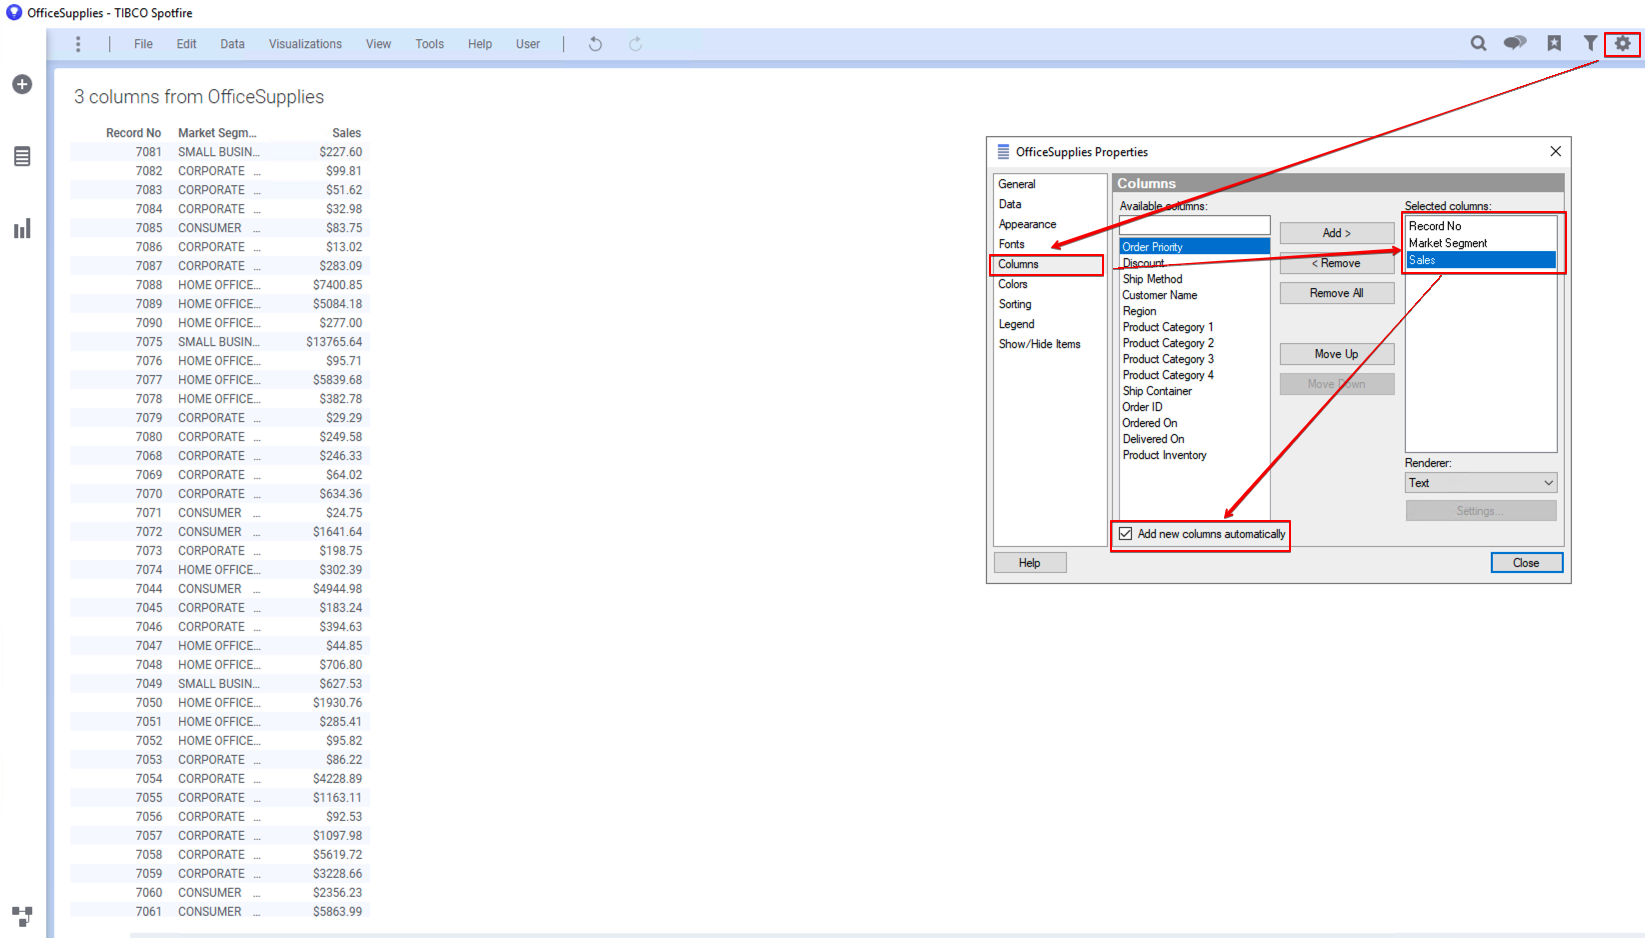 OfficeSupplies - TIBCO Spotfire
File Edit Data Visualizations View Tools Help User
3 columns from OfficeSupplies
Record No Market Segm... Sales
7081 SMALL BUSIN... $227.60
7082 CORPORATE ... $99.81
7083 CORPORATE ... $51.62
7084 CORPORATE ... $32.98
7085 CONSUMER ... $83.75
7086 CORPORATE ... $13.02
7087 CORPORATE ... $283.09
7088 HOME OFFICE... $7400.85
7089 HOME OFFICE... $5084.18
7090 HOME OFFICE... $277.00
7075 SMALL BUSIN... $13765.64
7076 HOME OFFICE... $95.71
7077 HOME OFFICE... $5839.68
7078 HOME OFFICE... $382.78
7079 CORPORATE ... $29.29
7080 CORPORATE ... $249.58
7068 CORPORATE ... $246.33
7069 CORPORATE ... $64.02
7070 CORPORATE ... $634.36
7071 CONSUMER ... $24.75
7072 CONSUMER ... $1641.64
7073 CORPORATE ... $198.75
7074 HOME OFFICE... $302.39
7044 CONSUMER ... $4944.98
7045 CORPORATE ... $183.24
7046 CORPORATE ... $394.63
7047 HOME OFFICE... $44.85
7048 HOME OFFICE... $706.80
7049 SMALL BUSIN... $627.53
7050 HOME OFFICE... $1930.76
7051 HOME OFFICE... $285.41
7052 HOME OFFICE... $95.82
7053 CORPORATE ... $86.22
7054 CORPORATE ... $4228.89
7055 CORPORATE ... $1163.11
7056 CORPORATE ... $92.53
7057 CORPORATE ... $1097.98
7058 CORPORATE ... $5619.72
7059 CORPORATE ... $3228.66
7060 CONSUMER ... $2356.23
7061 CONSUMER ... $5863.99
OfficeSupplies Properties
General
Data
Appearance
Fonts
Columns
Colors
Sorting
Legend
Show/Hide Items
Columns
Available columns:
Order Priority
Discount
Ship Method
Customer Name
Region
Product Category 1
Product Category 2
Product Category 3
Product Category 4
Ship Container
Order ID
Ordered On
Delivered On
Product Inventory
Add >
< Remove
Remove All
Move Up
Move Down
Selected columns:
Record No
Market Segment
Sales
Renderer:
Text
Settings...
Add new columns automatically
Help
Close